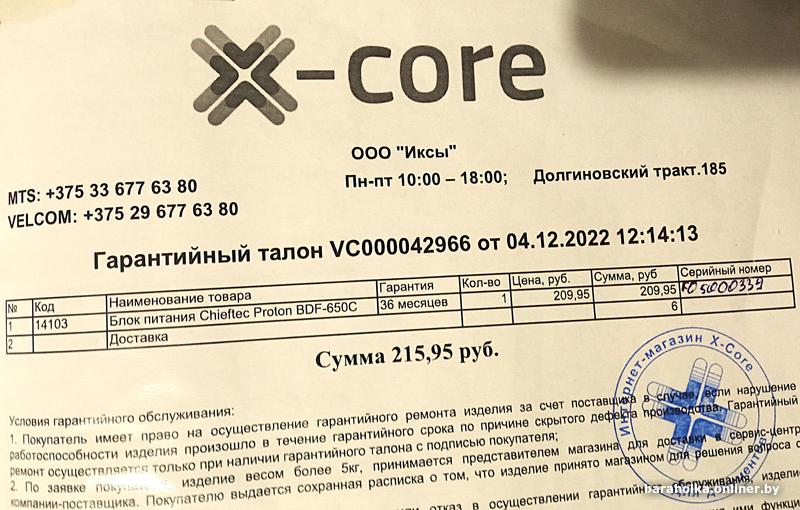 X-core
ООО "Иксы"
MTS: +375 33 677 63 80
Пн-пт 10:00 – 18:00; Долгиновский тракт.185
VELCOM: +375 29 677 63 80
Гарантийный талон VC000042966 от 04.12.2022 12:14:13
№ Код Наименование товара Гарантия Кол-во Цена, руб. Сумма, руб Серийный номер
1 14103 Блок питания Chieftec Proton BDF-650C 36 месяцев 1 209,95 209,95
2 Доставка 6
Сумма 215,95 руб.
Интернет-магазин X-Core
Условия гарантийного обслуживания:
1. Покупатель имеет право на осуществление гарантийного ремонта изделия за счет поставщика в случае, если нарушение
работоспособности изделия произошло в течение гарантийного срока по причине скрытого дефекта производства. Гарантийный
ремонт осуществляется только при наличии гарантийного талона с подписью покупателя;
2. По заявке изделие весом более 5кг, принимается представителем магазина для доставки в сервис-центр
компании-поставщика. Покупателю выдается сохранная расписка о том, что изделие принято магазином для решения вопроса о
отказ в осуществлении обслуживания, изделие
baraholka.onliner.by